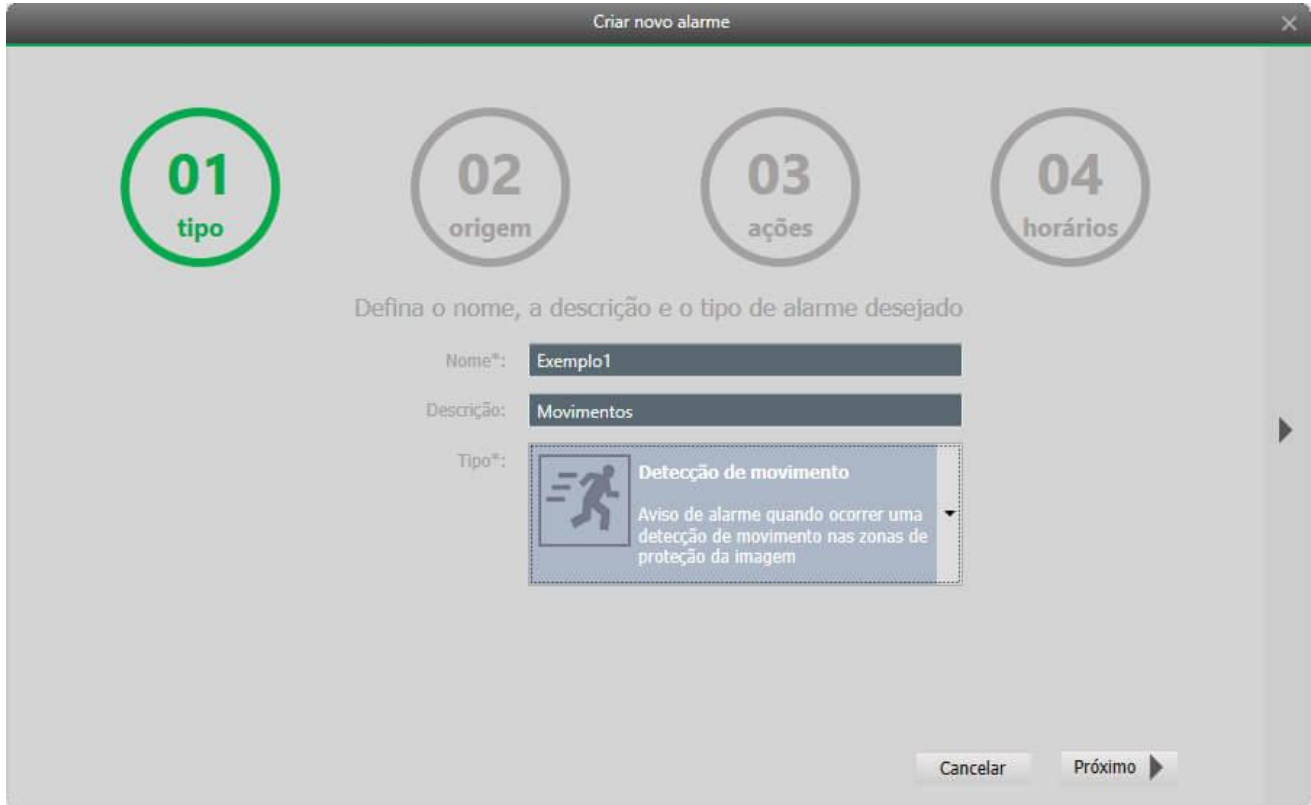 Criar novo alarme
01
tipo
02
origem
03
ações
04
horários
Defina o nome, a descrição e o tipo de alarme desejado
Nome*:
Exemplo1
Descrição:
Movimentos
Tipo*:
Detecção de movimento
Aviso de alarme quando ocorrer uma
detecção de movimento nas zonas de
proteção da imagem
Cancelar
Próximo